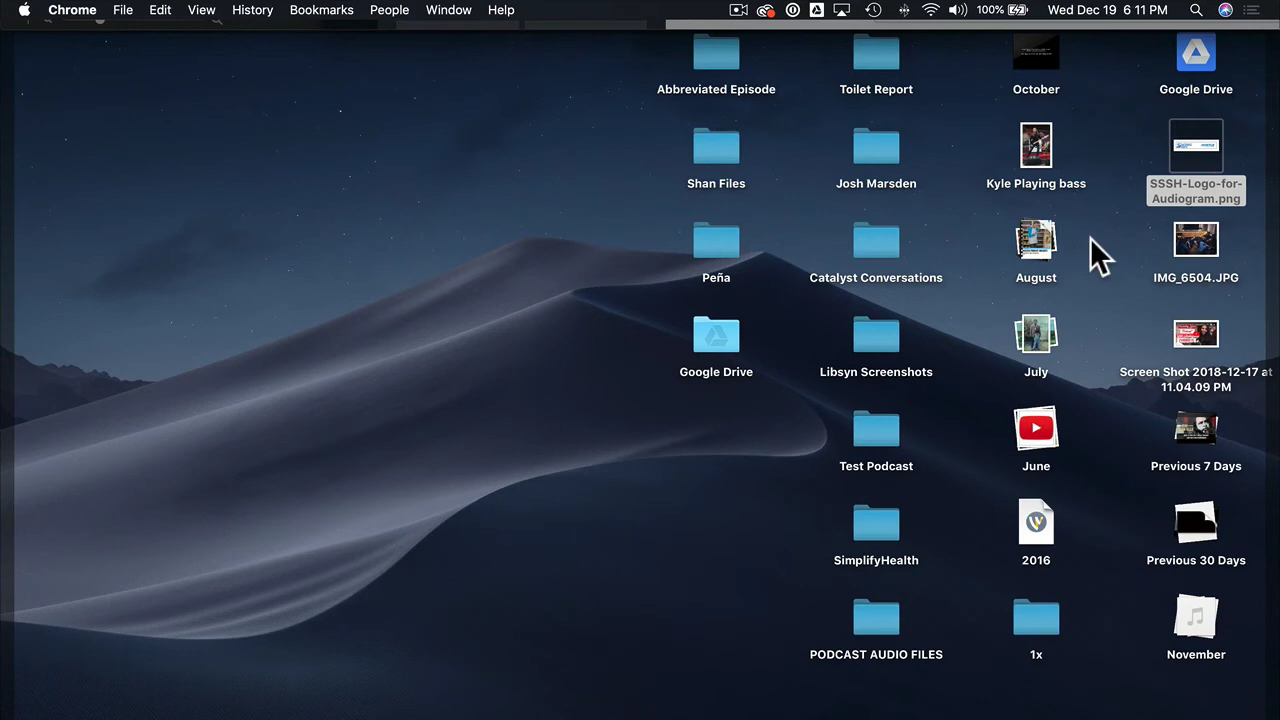 Chrome File Edit View History Bookmarks People Window Help 100% Wed Dec 19 6:11 PM
Abbreviated Episode
Toilet Report
October
Google Drive
Shan Files
Josh Marsden
Kyle Playing bass
SSSH-Logo-for-
Audiogram.png
Peña
Catalyst Conversations
August
IMG_6504.JPG
Google Drive
Libsyn Screenshots
July
Screen Shot 2018-12-17 at
11.04.09 PM
Test Podcast
June
Previous 7 Days
SimplifyHealth
2016
Previous 30 Days
PODCAST AUDIO FILES
1x
November